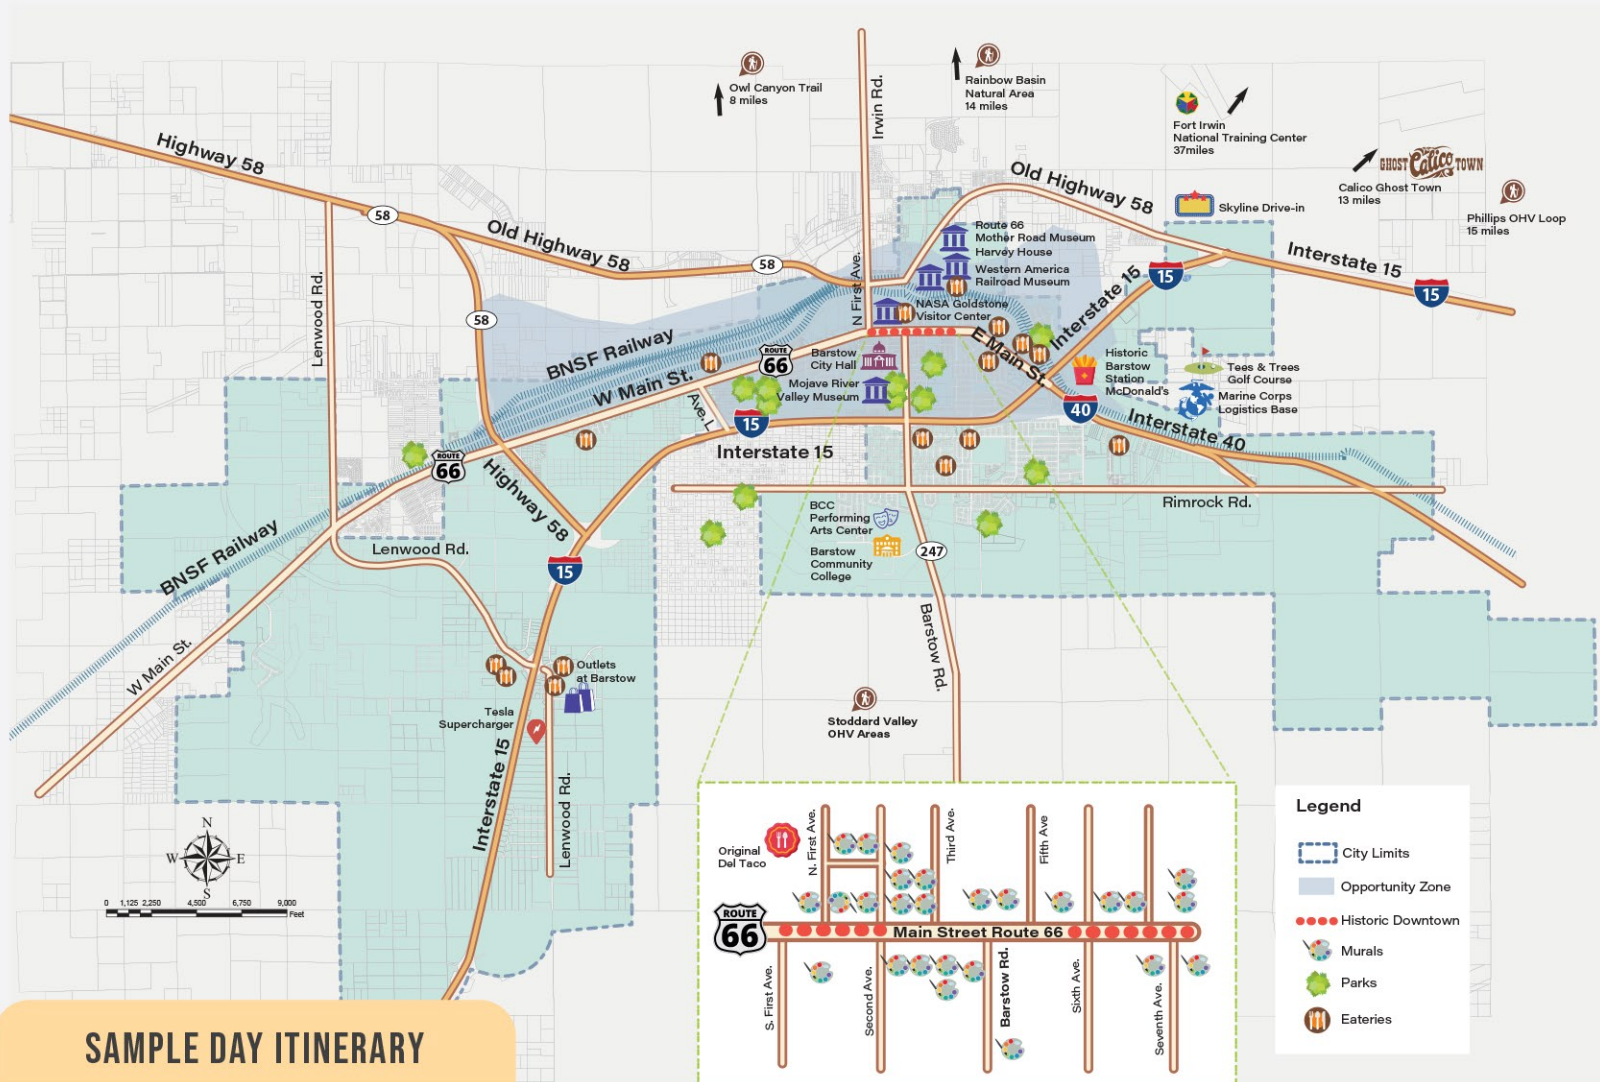 Owl Canyon Trail
8 miles
Rainbow Basin
Natural Area
14 miles
Irwin Rd.
Fort Irwin
National Training Center
37miles
GHOST Calico TOWN
Calico Ghost Town
13 miles
Phillips OHV Loop
15 miles
Highway 58
58
Old Highway 58
58
Old Highway 58
Skyline Drive-in
Interstate 15
15
15
Interstate 15
Route 66
Mother Road Museum
Harvey House
Western America
Railroad Museum
NASA Goldstone
Visitor Center
N First Ave.
Lenwood Rd.
58
BNSF Railway
W Main St.
ROUTE
66
Barstow
City Hall
Mojave River
Valley Museum
E Main St.
Historic
Barstow
Station
McDonald's
Tees & Trees
Golf Course
Marine Corps
Logistics Base
Ave. L
15
40
Interstate 40
Interstate 15
ROUTE
66
Highway 58
Rimrock Rd.
BCC
Performing
Arts Center
Barstow
Community
College
247
Lenwood Rd.
BNSF Railway
15
Barstow Rd.
W Main St.
Outlets
at Barstow
Tesla
Supercharger
Stoddard Valley
OHV Areas
Interstate 15
Lenwood Rd.
N
W E
S
0 1,125 2,250 4,500 6,750 9,000
Feet
Original
Del Taco
N. First Ave.
Third Ave.
Fifth Ave
ROUTE
66
Main Street Route 66
S. First Ave.
Second Ave.
Barstow Rd.
Sixth Ave.
Seventh Ave.
Legend
City Limits
Opportunity Zone
Historic Downtown
Murals
Parks
Eateries
SAMPLE DAY ITINERARY